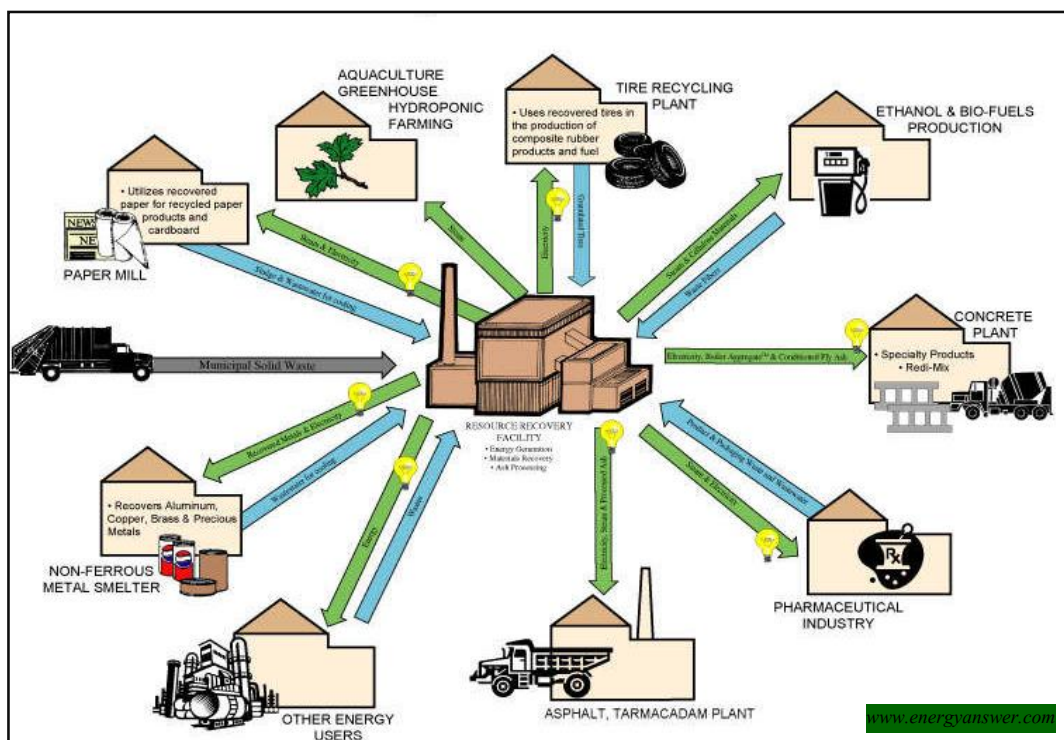 AQUACULTURE
GREENHOUSE
HYDROPONIC
FARMING
TIRE RECYCLING
PLANT
• Uses recovered tires in
the production of
composite rubber
products and fuel
ETHANOL & BIO-FUELS
PRODUCTION
• Utilizes recovered
paper for recycled paper
products and
cardboard
NEWS
NE
PAPER MILL
Steam & Electricity
Sludge & Wastewater for cooling
Steam
Electricity
Granulated Tires
Steam & Cellulose Materials
Waste Fibers
CONCRETE
PLANT
• Specialty Products
• Redi-Mix
Electricity, Boiler Aggregate™ & Conditioned Fly Ash
Municipal Solid Waste
RESOURCE RECOVERY
FACILITY
• Energy Generation
• Materials Recovery
• Ash Processing
Recovered Metals & Electricity
Wastewater for cooling
• Recovers Aluminum,
Copper, Brass & Precious
Metals
NON-FERROUS
METAL SMELTER
Energy
Wastes
Electricity, Steam & Processed Ash
Product & Packaging Waste and Wastewater
Steam & Electricity
Rx
PHARMACEUTICAL
INDUSTRY
OTHER ENERGY
USERS
ASPHALT, TARMACADAM PLANT
www.energyanswer.com